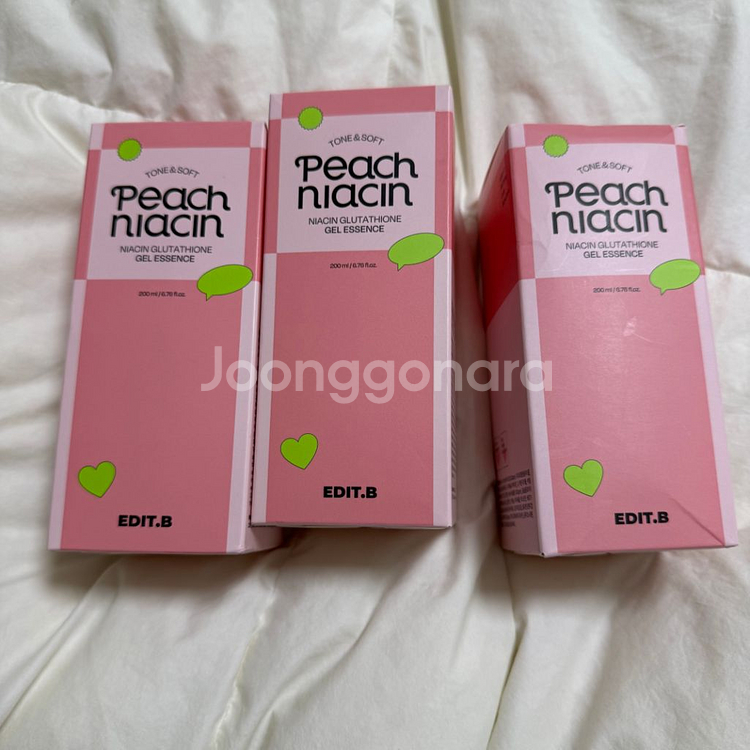 TONE & SOFT
Peach
niacin
NIACIN GLUTATHIONE
GEL ESSENCE
200 ml / 6.76 fl.oz.
EDIT.B
TONE & SOFT
Peach
niacin
NIACIN GLUTATHIONE
GEL ESSENCE
200 ml / 6.76 fl.oz.
EDIT.B
TONE & SOFT
Peach
niacin
NIACIN GLUTATHIONE
GEL ESSENCE
200 ml / 6.76 fl.oz.
EDIT.B
Joonggonara